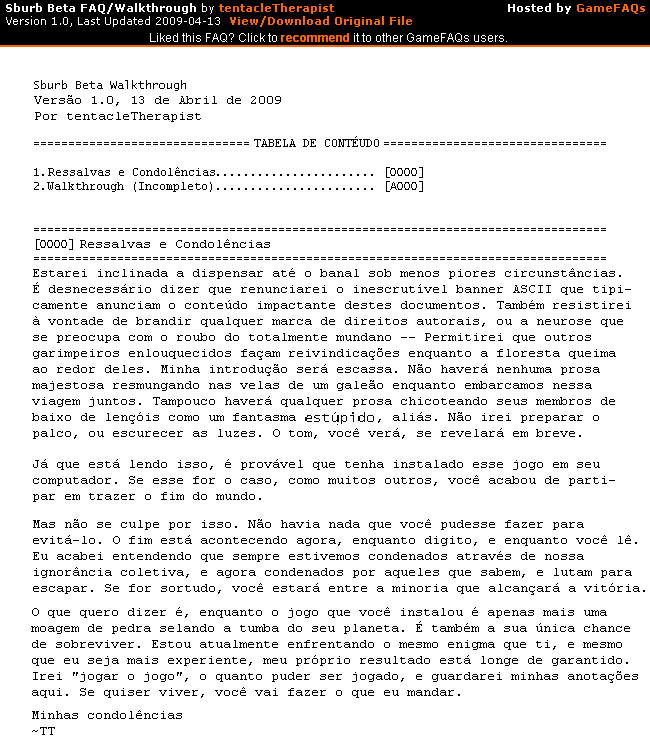 Sburb Beta FAQ/Walkthrough by tentacleTherapist Hosted by GameFAQs
Version 1.0, Last Updated 2009-04-13 View/Download Original File
Liked this FAQ? Click to recommend it to other GameFAQs users.
Sburb Beta Walkthrough
Versão 1.0, 13 de Abril de 2009
Por tentacleTherapist
=============================== TABELA DE CONTÉUDO ================================
1.Ressalvas e Condolências....................... [0000]
2.Walkthrough (Incompleto)....................... [A000]
==================================================================================
[0000] Ressalvas e Condolências
==================================================================================
Estarei inclinada a dispensar até o banal sob menos piores circunstâncias.
É desnecessário dizer que renunciarei o inescrutível banner ASCII que tipi-
camente anunciam o conteúdo impactante destes documentos. Também resistirei
à vontade de brandir qualquer marca de direitos autorais, ou a neurose que
se preocupa com o roubo do totalmente mundano -- Permitirei que outros
garimpeiros enlouquecidos façam reivindicações enquanto a floresta queima
ao redor deles. Minha introdução será escassa. Não haverá nenhuma prosa
majestosa resmungando nas velas de um galeão enquanto embarcamos nessa
viagem juntos. Tampouco haverá qualquer prosa chicoteando seus membros de
baixo de lençóis como um fantasma estúpido, aliás. Não irei preparar o
palco, ou escurecer as luzes. O tom, você verá, se revelará em breve.
Já que está lendo isso, é provável que tenha instalado esse jogo em seu
computador. Se esse for o caso, como muitos outros, você acabou de parti-
par em trazer o fim do mundo.
Mas não se culpe por isso. Não havia nada que você pudesse fazer para
evitá-lo. O fim está acontecendo agora, enquanto digito, e enquanto você lê.
Eu acabei entendendo que sempre estivemos condenados através de nossa
ignorância coletiva, e agora condenados por aqueles que sabem, e lutam para
escapar. Se for sortudo, você estará entre a minoria que alcançará a vitória.
O que quero dizer é, enquanto o jogo que você instalou é apenas mais uma
moagem de pedra selando a tumba do seu planeta. É também a sua única chance
de sobreviver. Estou atualmente enfrentando o mesmo enigma que ti, e mesmo
que eu seja mais experiente, meu próprio resultado está longe de garantido.
Irei "jogar o jogo", o quanto puder ser jogado, e guardarei minhas anotações
aqui. Se quiser viver, você vai fazer o que eu mandar.
Minhas condolências
~TT